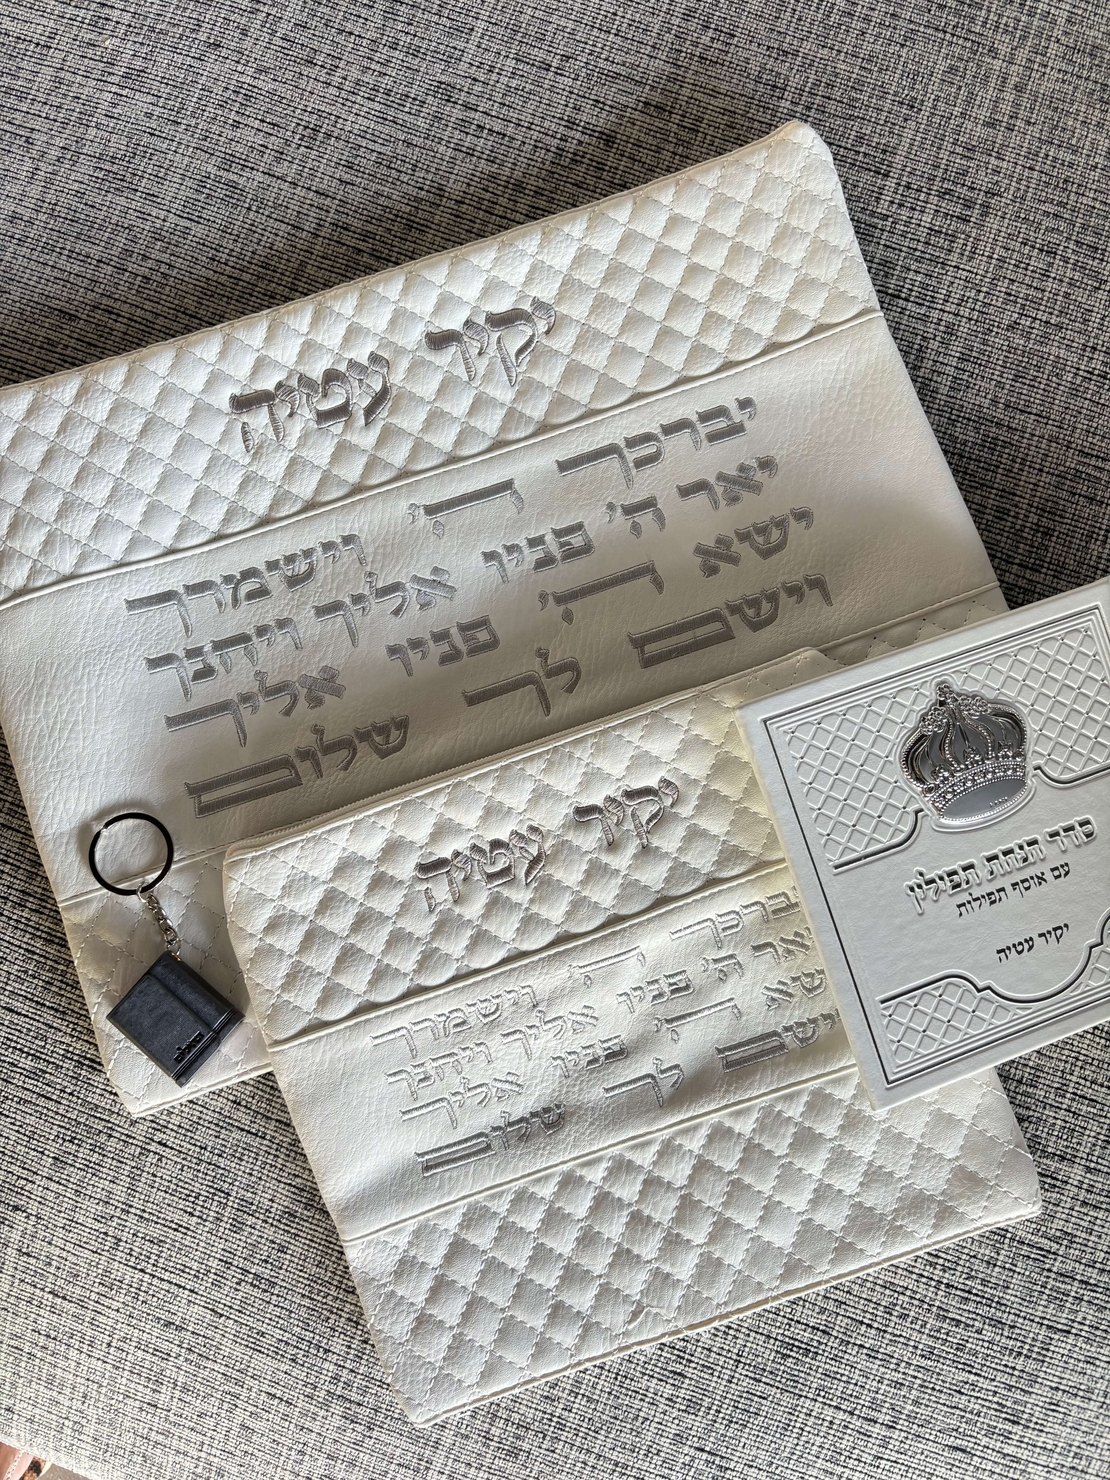 יקיר עטיה
יברכך ה' וישמרך
יאר ה' פניו אליך ויחנך
ישא ה' פניו אליך
וישם לך שלום
יקיר עטיה
יברכך ה' וישמרך
יאר ה' פניו אליך ויחנך
ישא ה' פניו אליך
וישם לך שלום
סדר הנחת תפילין
עם אוסף תפילות
יקיר עטיה